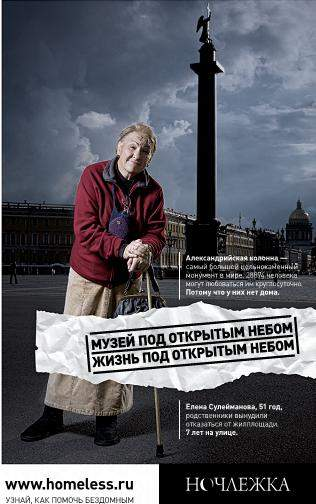 Александрийская колонна —
самый большой цельнокаменный
монумент в мире. 2884 человека
могут любоваться им круглосуточно.
Потому что у них нет дома.
МУЗЕЙ ПОД ОТКРЫТЫМ НЕБОМ
ЖИЗНЬ ПОД ОТКРЫТЫМ НЕБОМ
Елена Сулейманова, 51 год,
родственники вынудили
отказаться от жилплощади.
7 лет на улице.
www.homeless.ru
УЗНАЙ, КАК ПОМОЧЬ БЕЗДОМНЫМ
НОЧЛЕЖКА